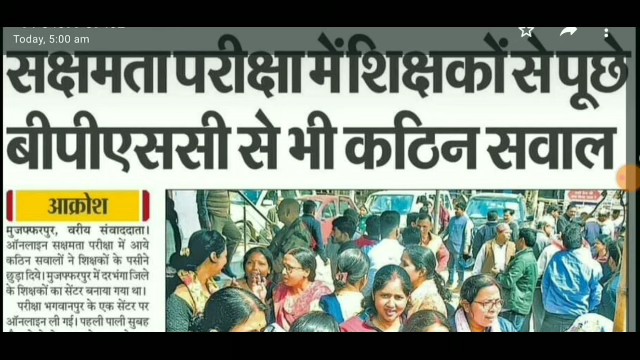 Today, 5:00 am
सक्षमता परीक्षा में शिक्षकों से पूछे
बीपीएससी से भी कठिन सवाल
आक्रोश
मुजफ्फरपुर, वरीय संवाददाता।
ऑनलाइन सक्षमता परीक्षा में आये
कठिन सवालों ने शिक्षकों के पसीने
छुड़ा दिये। मुजफ्फरपुर में दरभंगा जिले
के शिक्षकों का सेंटर बनाया गया था।
परीक्षा भगवानपुर के एक सेंटर पर
ऑनलाइन ली गई। पहली पाली सुबह